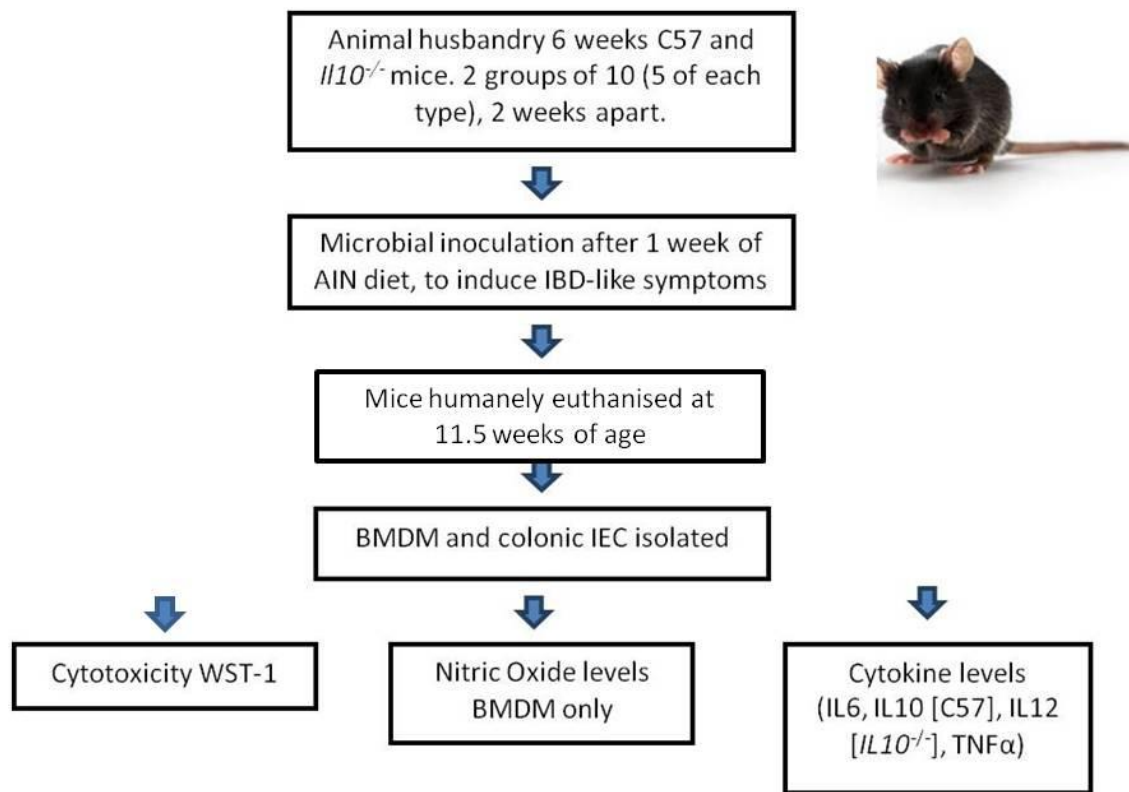 Animal husbandry 6 weeks C57 and
Il10-/- mice. 2 groups of 10 (5 of each
type), 2 weeks apart.
Microbial inoculation after 1 week of
AIN diet, to induce IBD-like symptoms
Mice humanely euthanised at
11.5 weeks of age
BMDM and colonic IEC isolated
Cytotoxicity WST-1
Nitric Oxide levels
BMDM only
Cytokine levels
(IL6, IL10 [C57], IL12
[IL10-/-], TNFα)